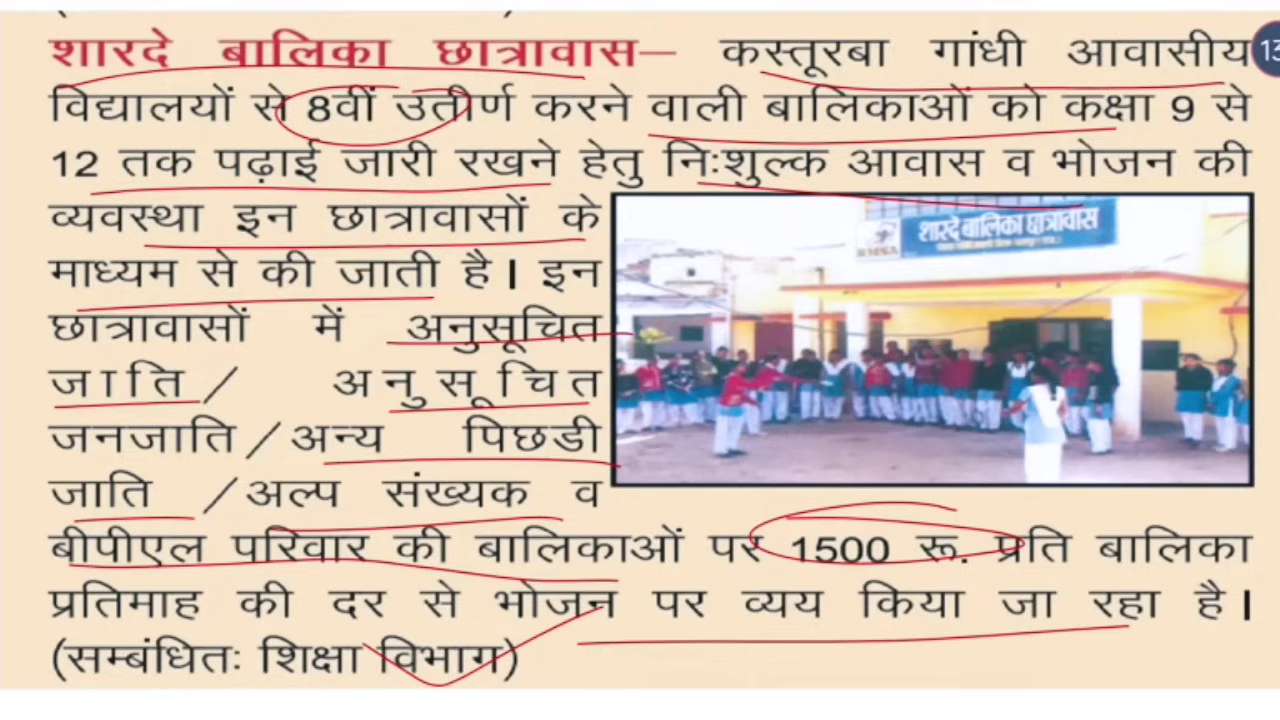 शारदे बालिका छात्रावास– कस्तूरबा गांधी आवासीय
13
विद्यालयों से 8वीं उतीर्ण करने वाली बालिकाओं को कक्षा 9 से
12 तक पढ़ाई जारी रखने हेतु निःशुल्क आवास व भोजन की
व्यवस्था इन छात्रावासों के
माध्यम से की जाती है। इन
छात्रावासों में अनुसूचित
जाति/ अनुसूचित
जनजाति/अन्य पिछडी
जाति /अल्प संख्यक व
शारदे बालिका छात्रावास
RMSA
बीपीएल परिवार की बालिकाओं पर 1500 रू. प्रति बालिका
प्रतिमाह की दर से भोजन पर व्यय किया जा रहा है।
(सम्बंधितः शिक्षा विभाग)